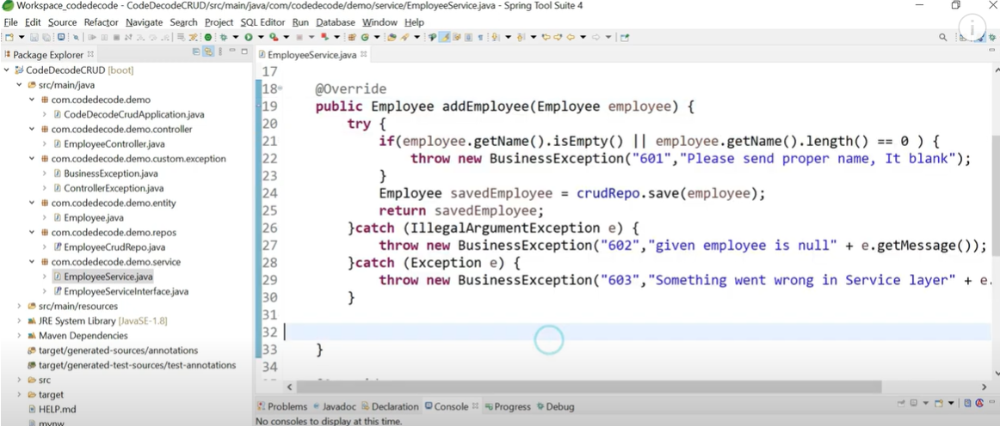 Workspace_codedecode - CodeDecodeCRUD/src/main/java/com/codedecode/demo/service/EmployeeService.java - Spring Tool Suite 4
File Edit Source Refactor Navigate Search Project SQL Editor Run Database Window Help
Package Explorer
CodeDecodeCRUD [boot]
src/main/java
com.codedecode.demo
CodeDecodeCrudApplication.java
com.codedecode.demo.controller
EmployeeController.java
com.codedecode.demo.custom.exception
BusinessException.java
ControllerException.java
com.codedecode.demo.entity
Employee.java
com.codedecode.demo.repos
EmployeeCrudRepo.java
com.codedecode.demo.service
EmployeeService.java
EmployeeServiceInterface.java
src/main/resources
JRE System Library [JavaSE-1.8]
Maven Dependencies
target/generated-sources/annotations
target/generated-test-sources/test-annotations
src
target
HELP.md
mvnw
EmployeeService.java
17
18 @Override
19 public Employee addEmployee(Employee employee) {
20 try {
21 if(employee.getName().isEmpty() || employee.getName().length() == 0 ) {
22 throw new BusinessException("601","Please send proper name, It blank");
23 }
24 Employee savedEmployee = crudRepo.save(employee);
25 return savedEmployee;
26 }catch (IllegalArgumentException e) {
27 throw new BusinessException("602","given employee is null" + e.getMessage());
28 }catch (Exception e) {
29 throw new BusinessException("603","Something went wrong in Service layer" + e.
30 }
31
32
33 }
34
Problems Javadoc Declaration Console Progress Debug
No consoles to display at this time.